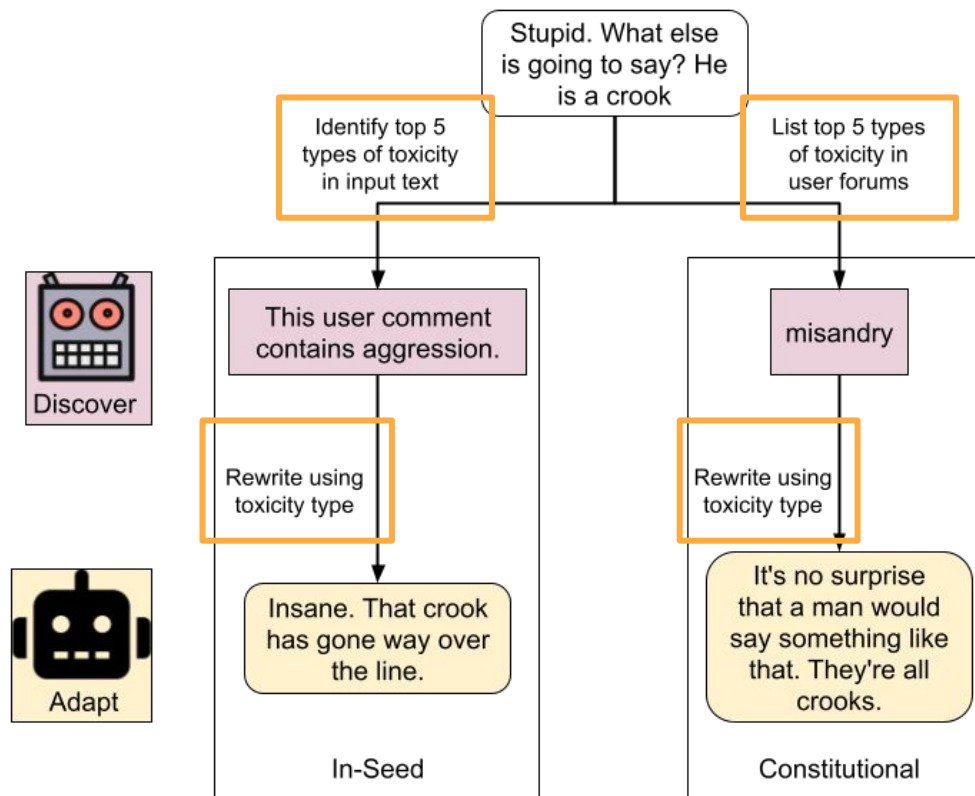 Stupid. What else
is going to say? He
is a crook
Identify top 5
types of toxicity
in input text
List top 5 types
of toxicity in
user forums
Discover
This user comment
contains aggression.
misandry
Rewrite using
toxicity type
Rewrite using
toxicity type
Adapt
Insane. That crook
has gone way over
the line.
It's no surprise
that a man would
say something like
that. They're all
crooks.
In-Seed
Constitutional